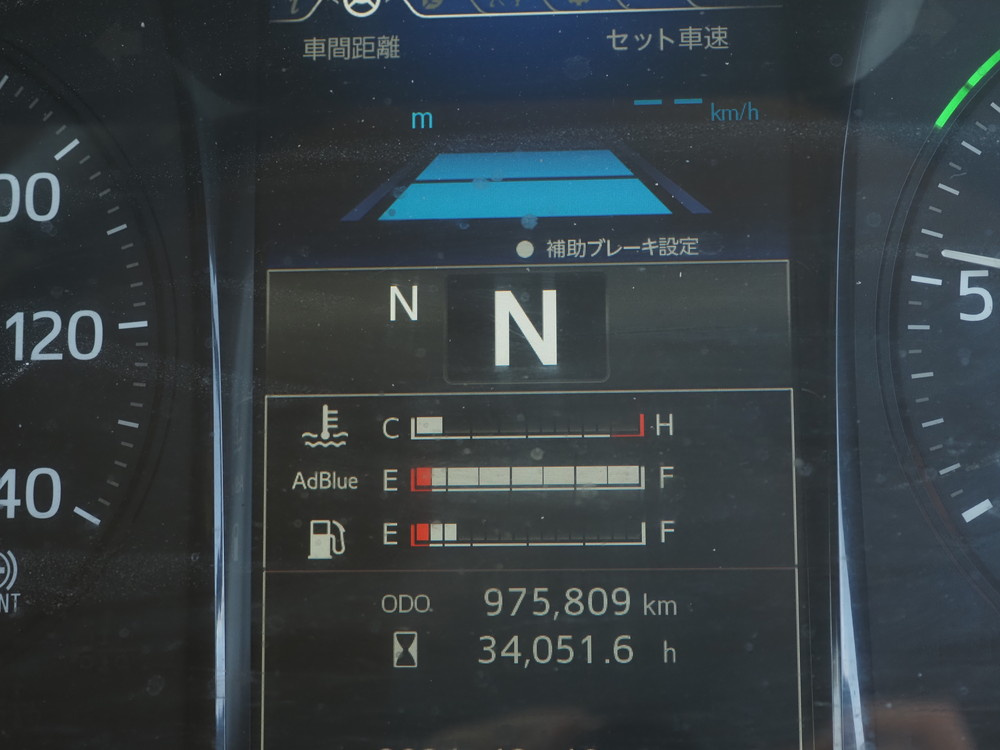 車間距離 セット車速
m -- km/h
補助ブレーキ設定
00
120
40
5
N N
C H
AdBlue E F
E F
ODO. 975,809 km
34,051.6 h